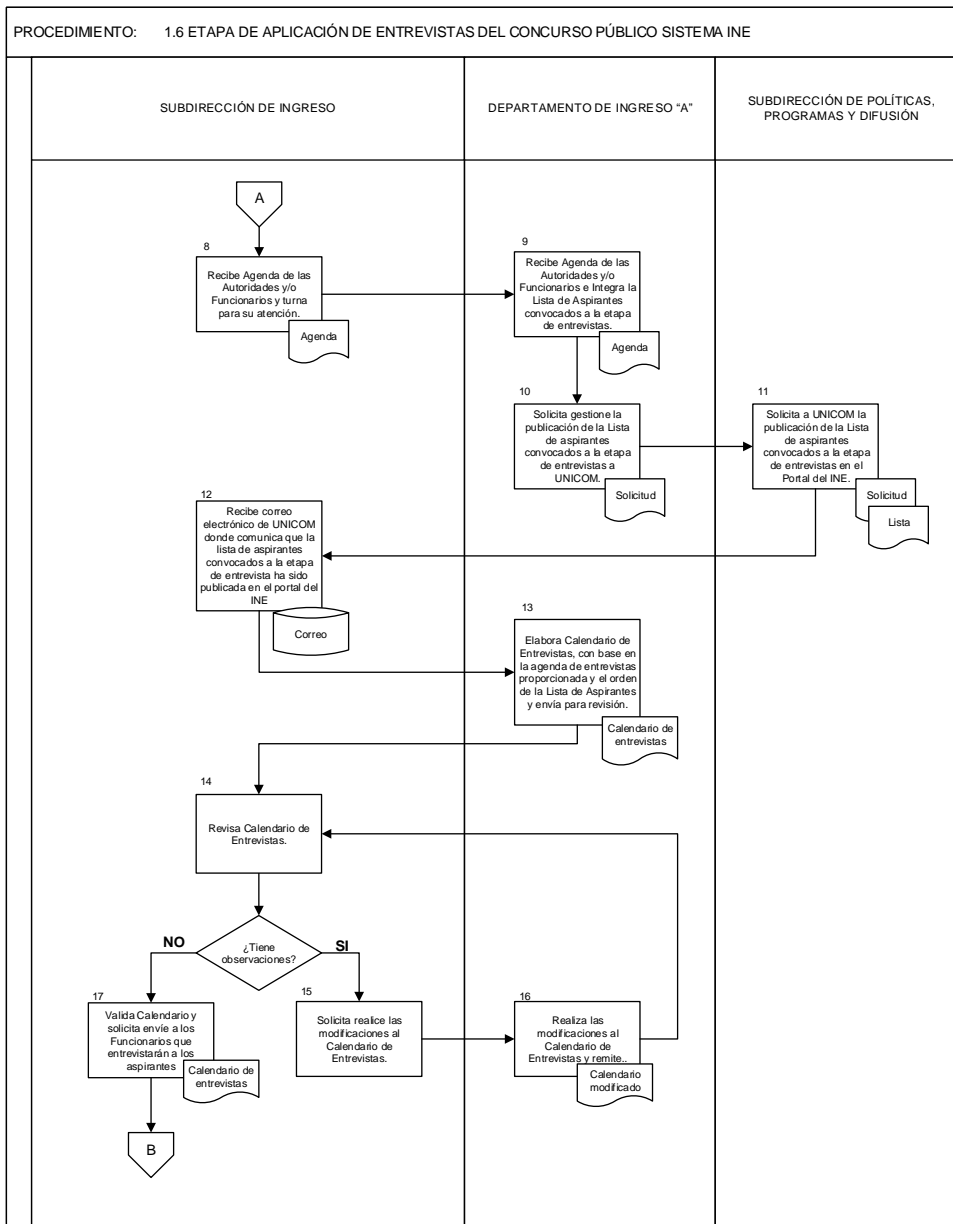 PROCEDIMIENTO: 1.6 ETAPA DE APLICACIÓN DE ENTREVISTAS DEL CONCURSO PÚBLICO SISTEMA INE
SUBDIRECCIÓN DE INGRESO
DEPARTAMENTO DE INGRESO “A”
SUBDIRECCIÓN DE POLÍTICAS,
PROGRAMAS Y DIFUSIÓN
A
8
Recibe Agenda de las
Autoridades y/o
Funcionarios y turna
para su atención.
Agenda
9
Recibe Agenda de las
Autoridades y/o
Funcionarios e Integra la
Lista de Aspirantes
convocados a la etapa
de entrevistas.
Agenda
10
Solicita gestione la
publicación de la Lista
de aspirantes
convocados a la etapa
de entrevistas a
UNICOM.
Solicitud
11
Solicita a UNICOM la
publicación de la Lista
de aspirantes
convocados a la etapa
de entrevistas en el
Portal del INE.
Solicitud
Lista
12
Recibe correo
electrónico de UNICOM
donde comunica que la
lista de aspirantes
convocados a la etapa
de entrevista ha sido
publicada en el portal del
INE
Correo
13
Elabora Calendario de
Entrevistas, con base en
la agenda de entrevistas
proporcionada y el orden
de la Lista de Aspirantes
y envía para revisión.
Calendario de
entrevistas
14
Revisa Calendario de
Entrevistas.
¿Tiene
observaciones?
NO
SI
15
Solicita realice las
modificaciones al
Calendario de
Entrevistas.
16
Realiza las
modificaciones al
Calendario de
Entrevistas y remite..
Calendario
modificado
17
Valida Calendario y
solicita envíe a los
Funcionarios que
entrevistarán a los
aspirantes
Calendario de
entrevistas
B